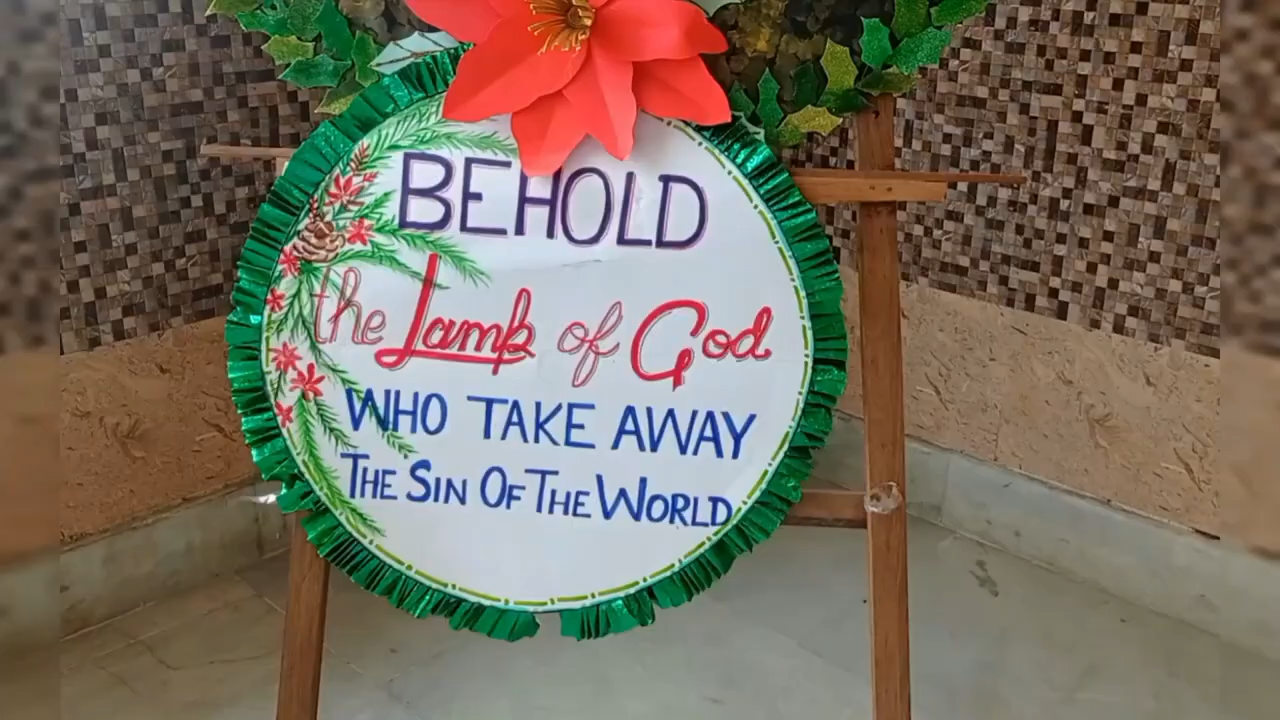 BEHOLD
the Lamb of God
WHO TAKE AWAY
THE SIN OF THE WORLD